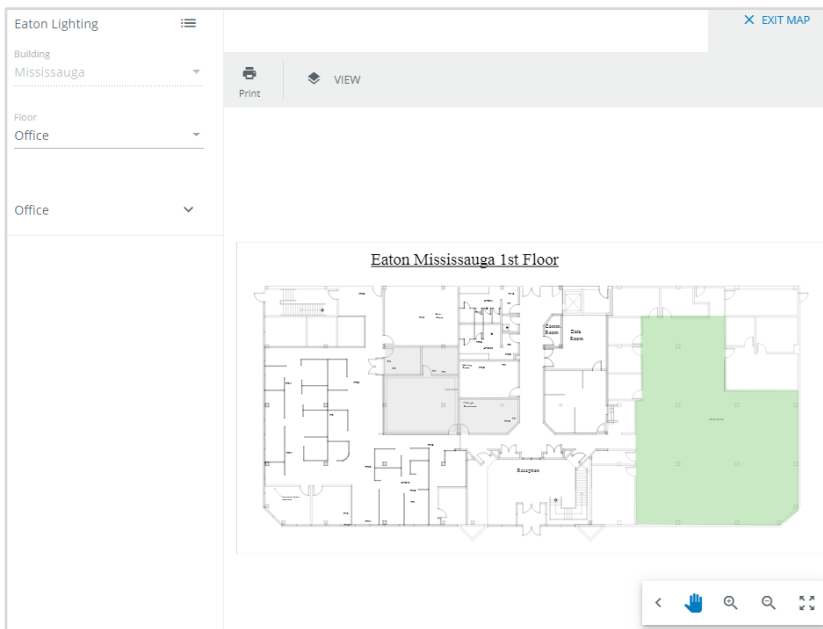 Eaton Lighting
EXIT MAP
Building
Mississauga
Print
VIEW
Floor
Office
Office
Eaton Mississauga 1st Floor
Comm.
Room
Data
Room
Reception